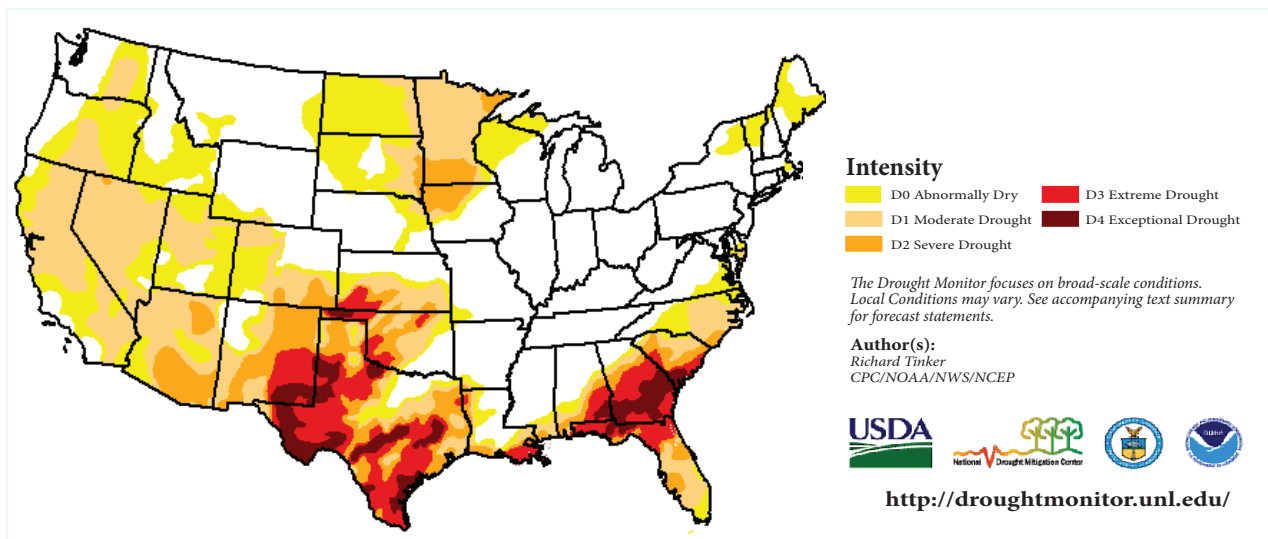 Intensity
D0 Abnormally Dry
D1 Moderate Drought
D2 Severe Drought
D3 Extreme Drought
D4 Exceptional Drought
The Drought Monitor focuses on broad-scale conditions.
Local Conditions may vary. See accompanying text summary
for forecast statements.
Author(s):
Richard Tinker
CPC/NOAA/NWS/NCEP
USDA
National Drought Mitigation Center
http://droughtmonitor.unl.edu/